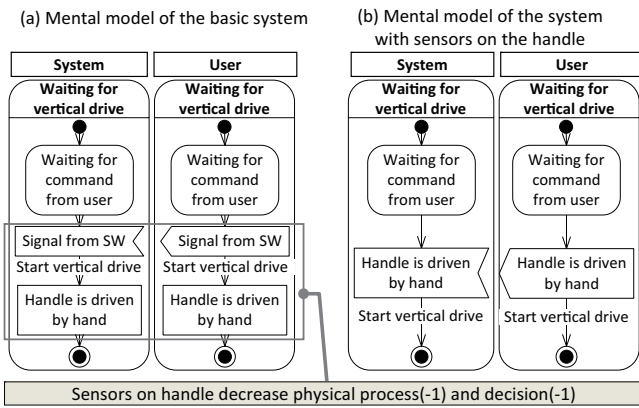 (a) Mental model of the basic system
System
User
Waiting for
vertical drive
Waiting for
command
from user
Signal from SW
Start vertical drive
Handle is driven
by hand
Waiting for
vertical drive
Waiting for
command
from user
Signal from SW
Start vertical drive
Handle is driven
by hand
(b) Mental model of the system
with sensors on the handle
System
User
Waiting for
vertical drive
Waiting for
command
from user
Handle is driven
by hand
Start vertical drive
Waiting for
vertical drive
Waiting for
command
from user
Handle is driven
by hand
Start vertical drive
Sensors on handle decrease physical process(-1) and decision(-1)